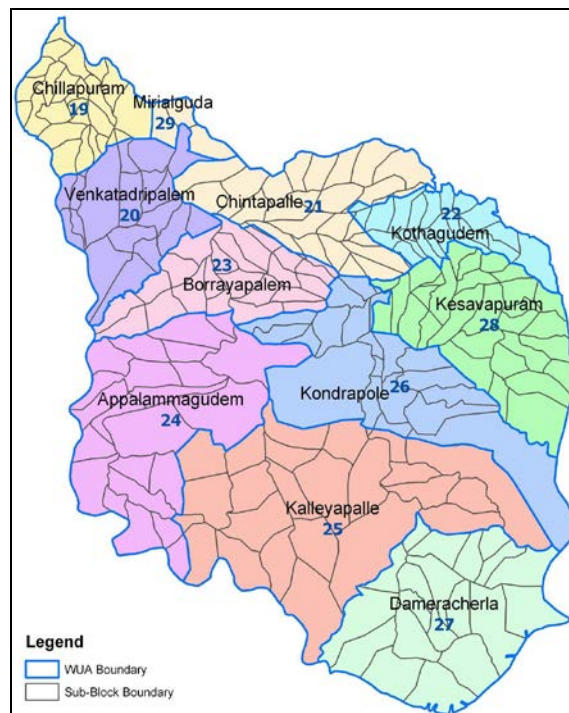 Chillapuram
19
Mirialguda
29
Venkatadripalem
20
Chintapalle
21
22
Kothagudem
23
Borrayapalem
Kesavapuram
28
Appalammagudem
24
Kondrapole
26
Kalleyapalle
25
Dameracherla
27
Legend
WUA Boundary
Sub-Block Boundary